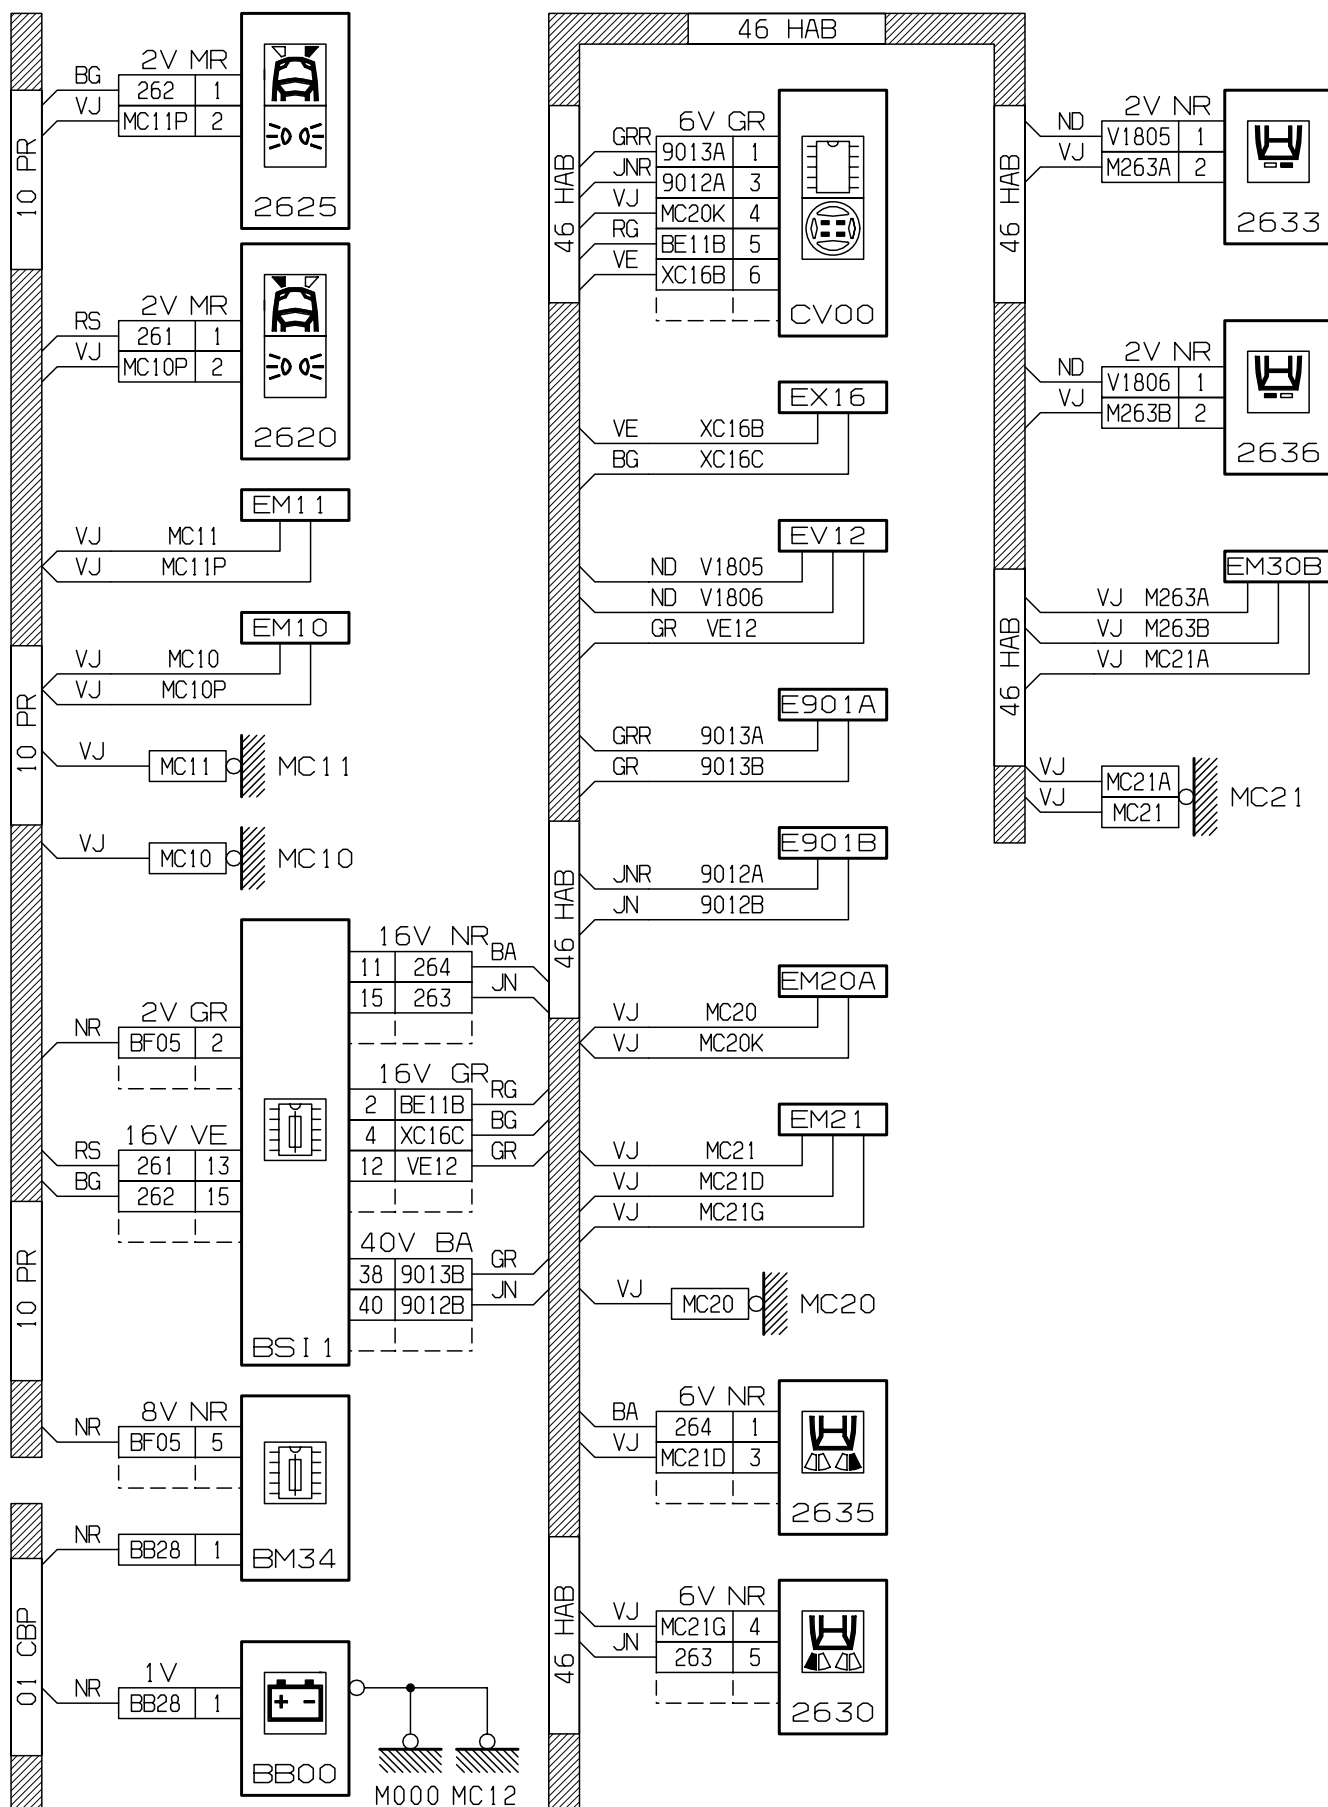 46 HAB
10 PR
2V MR
BG 262 1
VJ MC11P 2
2625
2V MR
RS 261 1
VJ MC10P 2
2620
EM11
VJ MC11
VJ MC11P
EM10
VJ MC10
VJ MC10P
10 PR
VJ MC11 MC11
VJ MC10 MC10
16V NR
11 264 BA
15 263 JN
2V GR
NR BF05 2
16V GR
2 BE11B RG
4 XC16C BG
12 VE12 GR
16V VE
RS 261 13
BG 262 15
40V BA
38 9013B GR
40 9012B JN
BSI1
10 PR
8V NR
NR BF05 5
NR BB28 1
BM34
01 CBP
1V
NR BB28 1
BB00
M000 MC12
46 HAB
6V GR
GRR 9013A 1
JNR 9012A 3
VJ MC20K 4
RG BE11B 5
VE XC16B 6
CV00
EX16
VE XC16B
BG XC16C
EV12
ND V1805
ND V1806
GR VE12
E901A
GRR 9013A
GR 9013B
46 HAB
E901B
JNR 9012A
JN 9012B
EM20A
VJ MC20
VJ MC20K
EM21
VJ MC21
VJ MC21D
VJ MC21G
VJ MC20 MC20
6V NR
BA 264 1
VJ MC21D 3
2635
46 HAB
6V NR
VJ MC21G 4
JN 263 5
2630
46 HAB
2V NR
ND V1805 1
VJ M263A 2
2633
2V NR
ND V1806 1
VJ M263B 2
2636
EM30B
46 HAB
VJ M263A
VJ M263B
VJ MC21A
VJ MC21A
VJ MC21
MC21